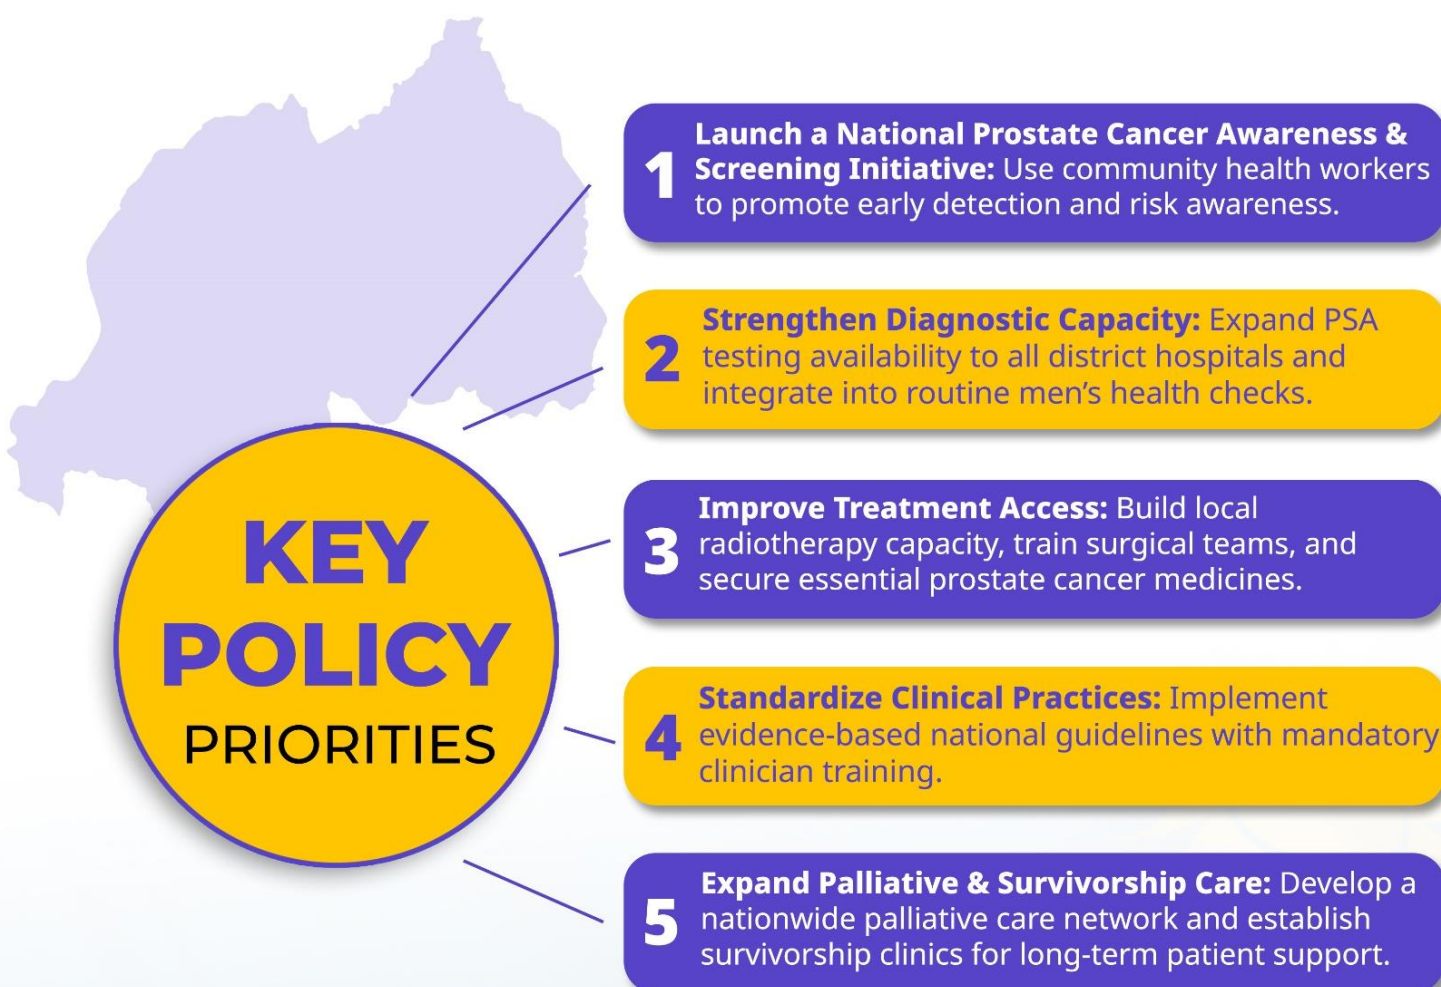 KEY
POLICY
PRIORITIES
1
Launch a National Prostate Cancer Awareness &
Screening Initiative: Use community health workers
to promote early detection and risk awareness.
2
Strengthen Diagnostic Capacity: Expand PSA
testing availability to all district hospitals and
integrate into routine men’s health checks.
3
Improve Treatment Access: Build local
radiotherapy capacity, train surgical teams, and
secure essential prostate cancer medicines.
4
Standardize Clinical Practices: Implement
evidence-based national guidelines with mandatory
clinician training.
5
Expand Palliative & Survivorship Care: Develop a
nationwide palliative care network and establish
survivorship clinics for long-term patient support.